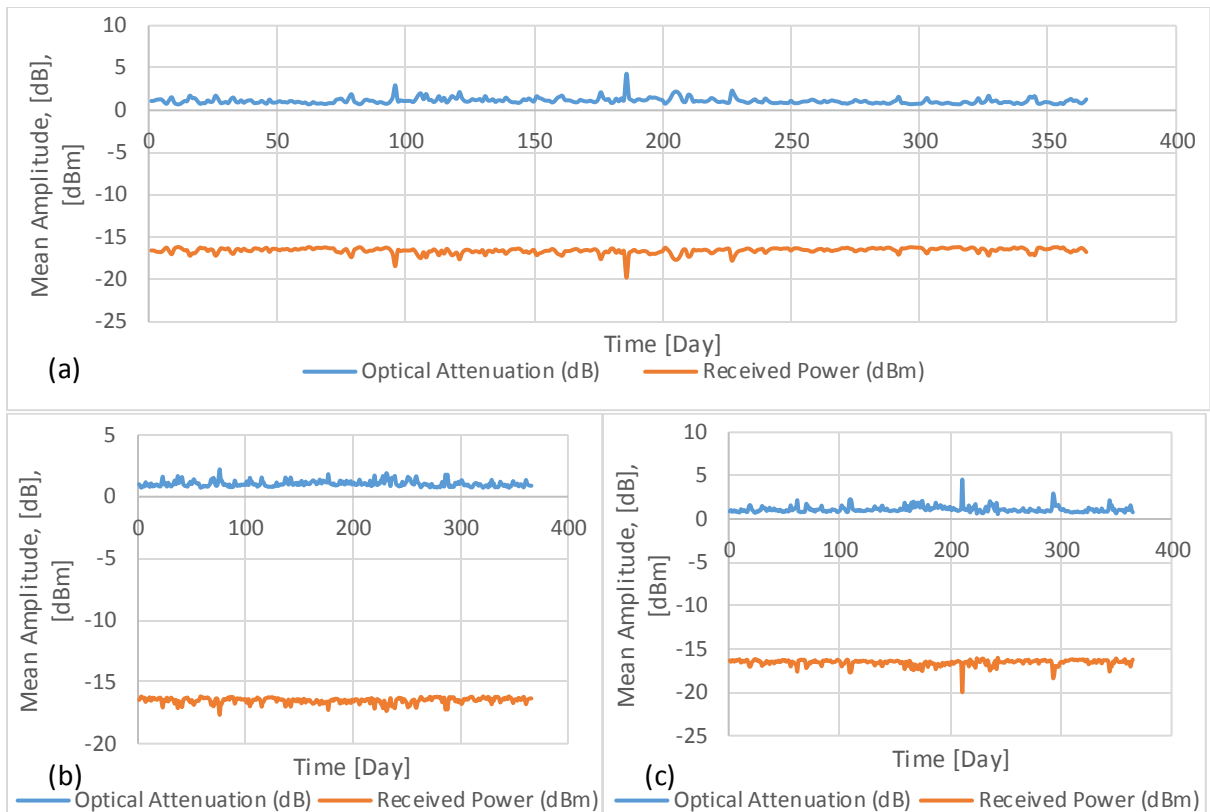 10
5
0
0 50 100 150 200 250 300 350 400
-5
-10
-15
-20
-25
Mean Amplitude, [dB],
[dBm]
Time [Day]
(a)
Optical Attenuation (dB) Received Power (dBm)
5
0
0 100 200 300 400
-5
-10
-15
-20
Mean Amplitude, [dB],
[dBm]
Time [Day]
(b)
Optical Attenuation (dB) Received Power (dBm)
10
5
0
0 100 200 300 400
-5
-10
-15
-20
-25
Mean Amplitude, [dB],
[dBm]
Time [Day]
(c)
Optical Attenuation (dB) Received Power (dBm)